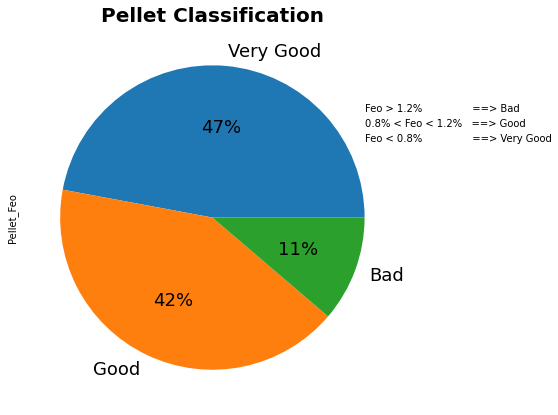 Pellet Classification
Very Good
Feo > 1.2% ==> Bad
0.8% < Feo < 1.2% ==> Good
Feo < 0.8% ==> Very Good
47%
Pellet_Feo
11%
Bad
42%
Good